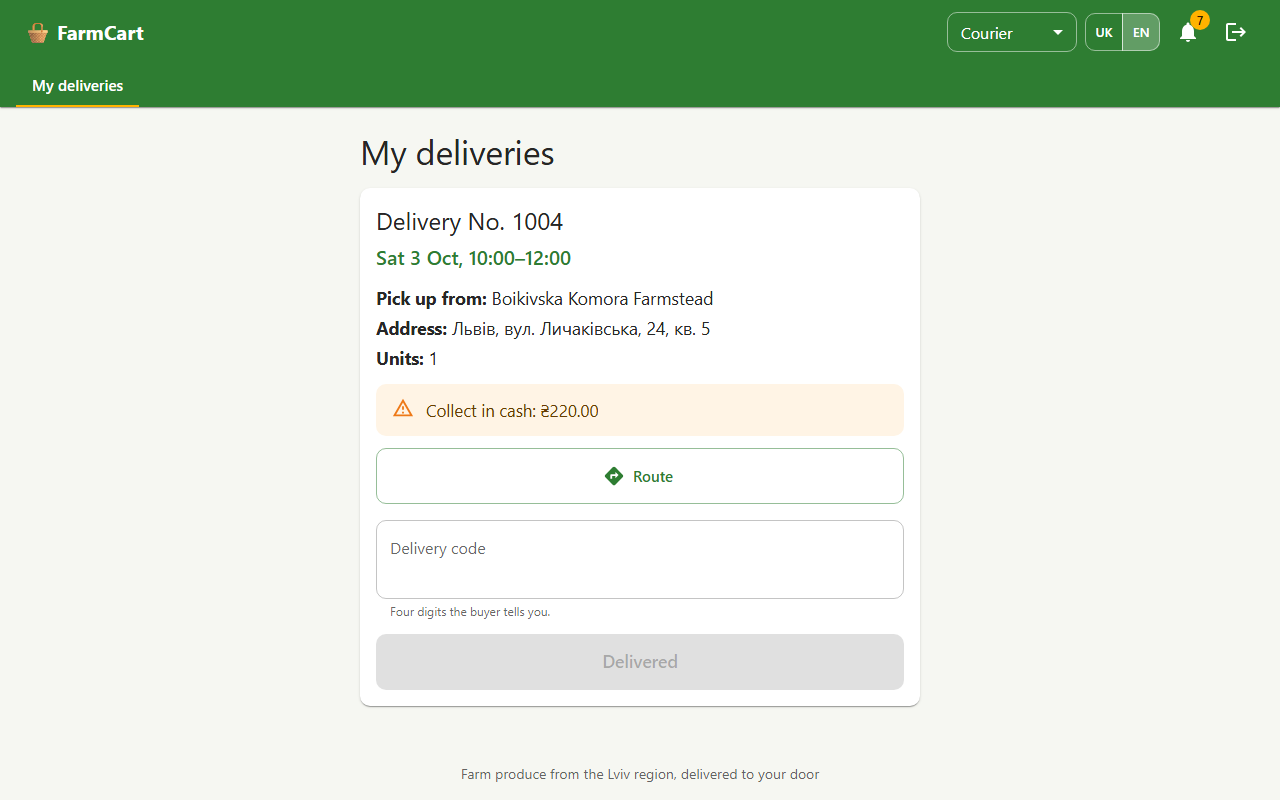 FarmCart
Courier
UK
EN
7
My deliveries
My deliveries
Delivery No. 1004
Sat 3 Oct, 10:00–12:00
Pick up from: Boikivska Komora Farmstead
Address: Львів, вул. Личаківська, 24, кв. 5
Units: 1
Collect in cash: ₴220.00
Route
Delivery code
Four digits the buyer tells you.
Delivered
Farm produce from the Lviv region, delivered to your door